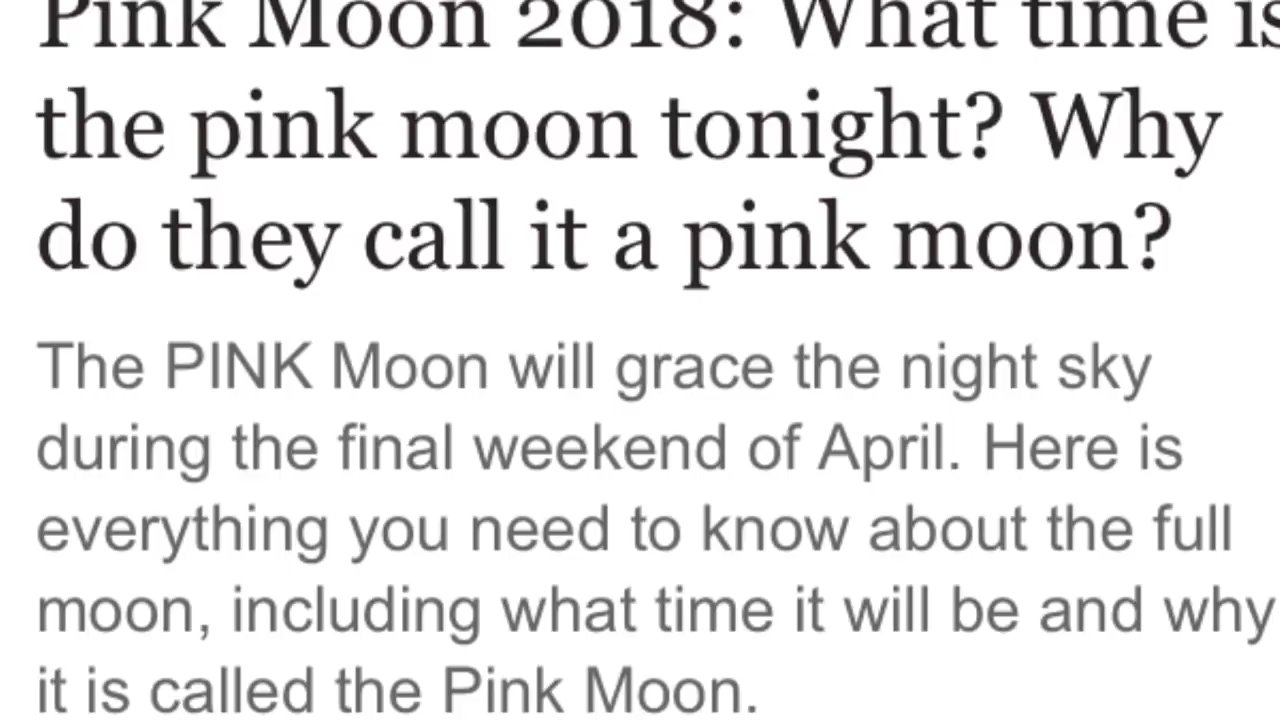 Pink Moon 2018: What time is
the pink moon tonight? Why
do they call it a pink moon?
The PINK Moon will grace the night sky
during the final weekend of April. Here is
everything you need to know about the full
moon, including what time it will be and why
it is called the Pink Moon.